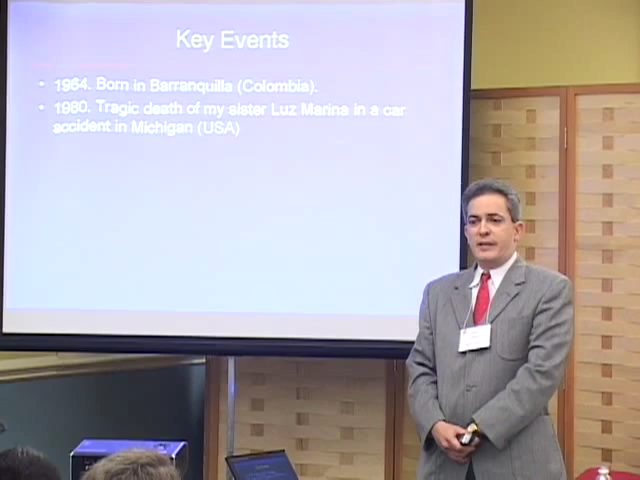 Key Events
• 1964. Born in Barranquilla (Colombia).
• 1980. Tragic death of my sister Luz Marina in a car
accident in Michigan (USA)